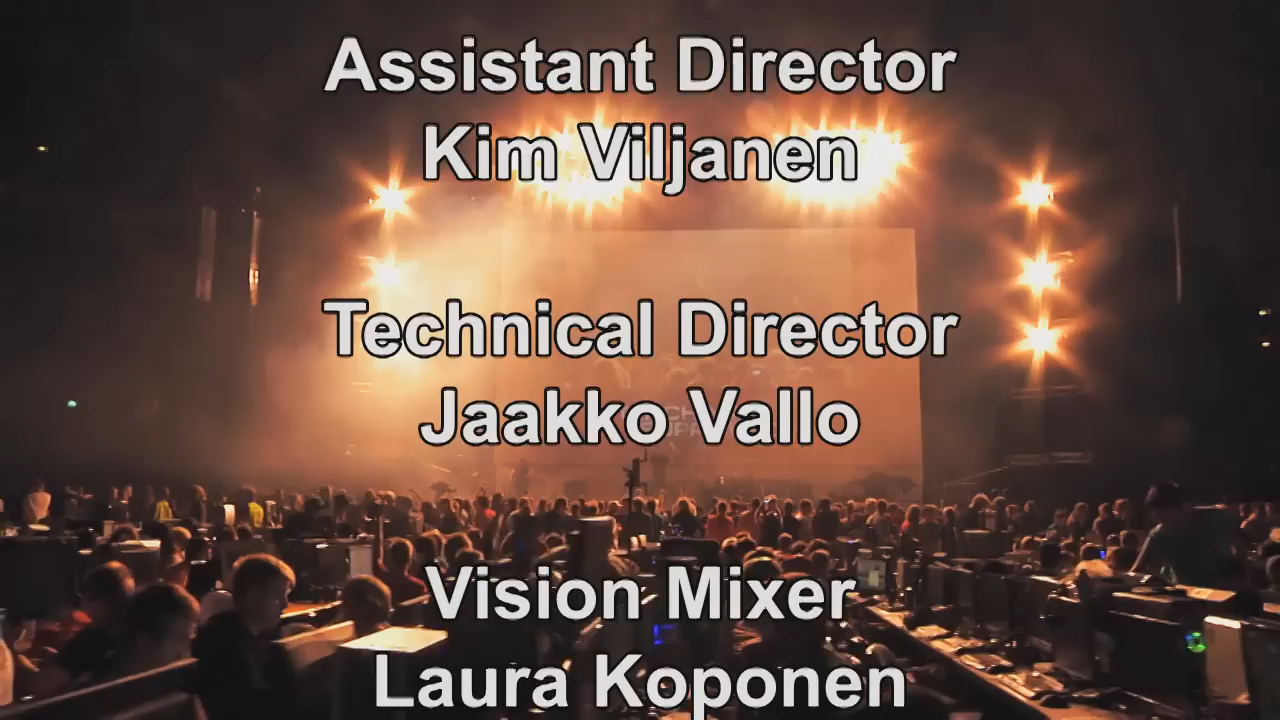 Assistant Director
Kim Viljanen
Technical Director
Jaakko Vallo
Vision Mixer
Laura Koponen